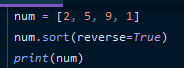 num = [2, 5, 9, 1]
num.sort(reverse=True)
print(num)